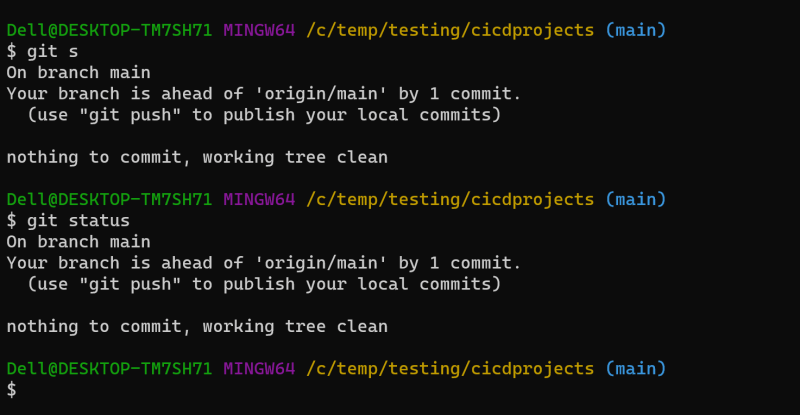 Dell@DESKTOP-TM7SH71 MINGW64 /c/temp/testing/cicdprojects (main)
$ git s
On branch main
Your branch is ahead of 'origin/main' by 1 commit.
  (use "git push" to publish your local commits)

nothing to commit, working tree clean

Dell@DESKTOP-TM7SH71 MINGW64 /c/temp/testing/cicdprojects (main)
$ git status
On branch main
Your branch is ahead of 'origin/main' by 1 commit.
  (use "git push" to publish your local commits)

nothing to commit, working tree clean

Dell@DESKTOP-TM7SH71 MINGW64 /c/temp/testing/cicdprojects (main)
$